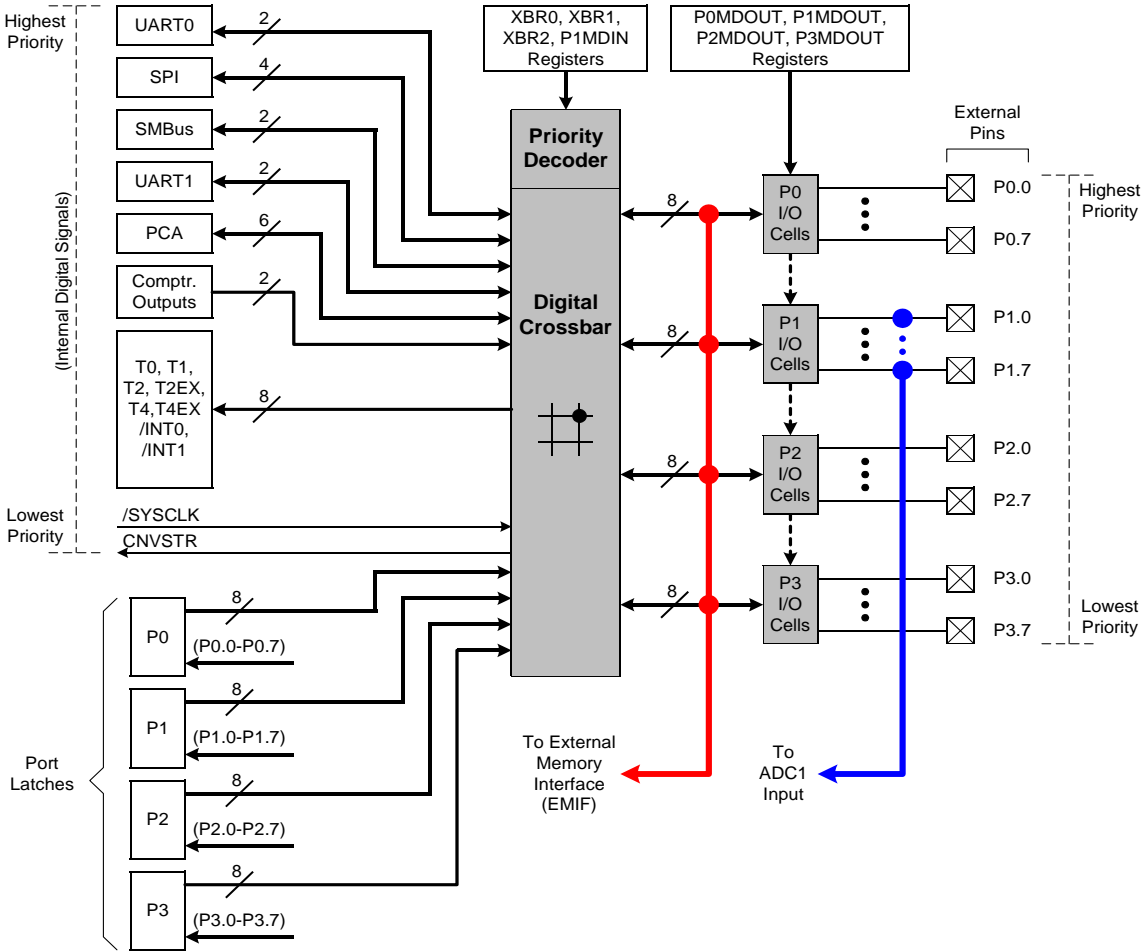 Highest
Priority
UART0
2
SPI
4
SMBus
2
UART1
2
PCA
6
Comptr.
Outputs
2
T0, T1,
T2, T2EX,
T4,T4EX
/INT0,
/INT1
8
(Internal Digital Signals)
Lowest
Priority
/SYSCLK
CNVSTR
XBR0, XBR1,
XBR2, P1MDIN
Registers
P0MDOUT, P1MDOUT,
P2MDOUT, P3MDOUT
Registers
Priority
Decoder
Digital
Crossbar
8
8
8
8
P0
I/O
Cells
P1
I/O
Cells
P2
I/O
Cells
P3
I/O
Cells
External
Pins
P0.0
P0.7
P1.0
P1.7
P2.0
P2.7
P3.0
P3.7
Highest
Priority
Lowest
Priority
Port
Latches
P0
8
(P0.0-P0.7)
P1
8
(P1.0-P1.7)
P2
8
(P2.0-P2.7)
P3
8
(P3.0-P3.7)
To External
Memory
Interface
(EMIF)
To
ADC1
Input